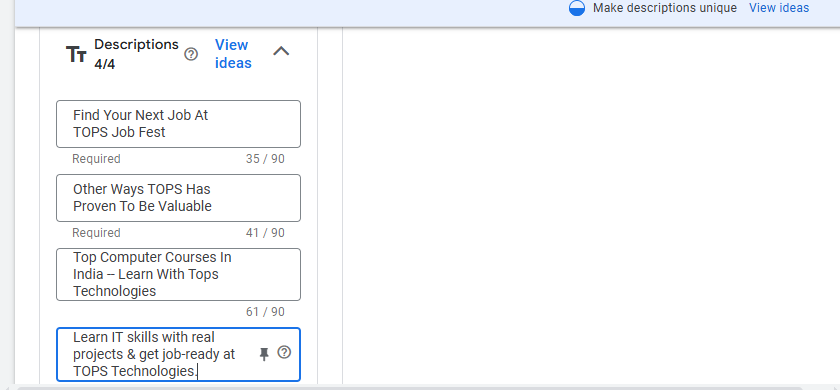 Make descriptions unique View ideas
Descriptions
4/4
View
ideas
Find Your Next Job At
TOPS Job Fest
Required 35 / 90
Other Ways TOPS Has
Proven To Be Valuable
Required 41 / 90
Top Computer Courses In
India – Learn With Tops
Technologies
61 / 90
Learn IT skills with real
projects & get job-ready at
TOPS Technologies.